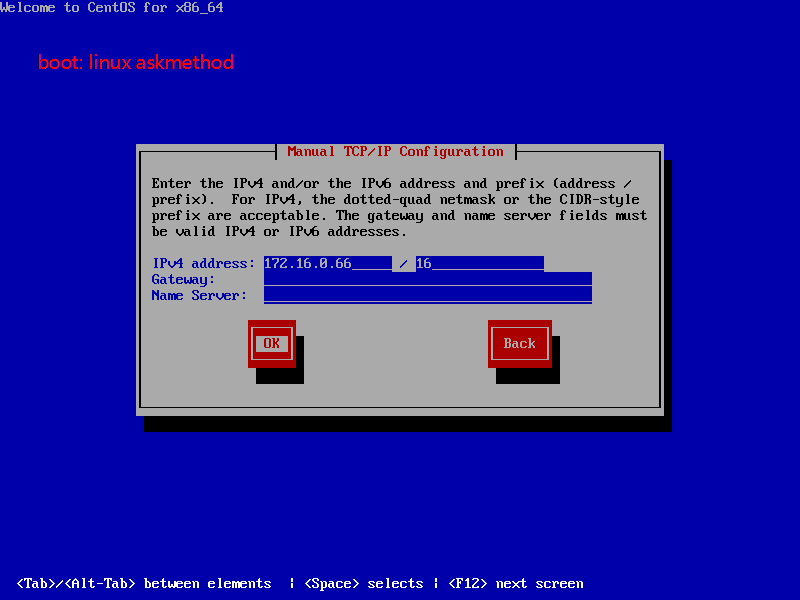 Welcome to CentOS for x86_64
boot: linux askmethod
Manual TCP/IP Configuration
Enter the IPv4 and/or the IPv6 address and prefix (address /
prefix).  For IPv4, the dotted-quad netmask or the CIDR-style
prefix are acceptable. The gateway and name server fields must
be valid IPv4 or IPv6 addresses.
IPv4 address: 172.16.0.66_____ / 16______________
Gateway:
Name Server:
OK Back
<Tab>/<Alt-Tab> between elements  | <Space> selects | <F12> next screen